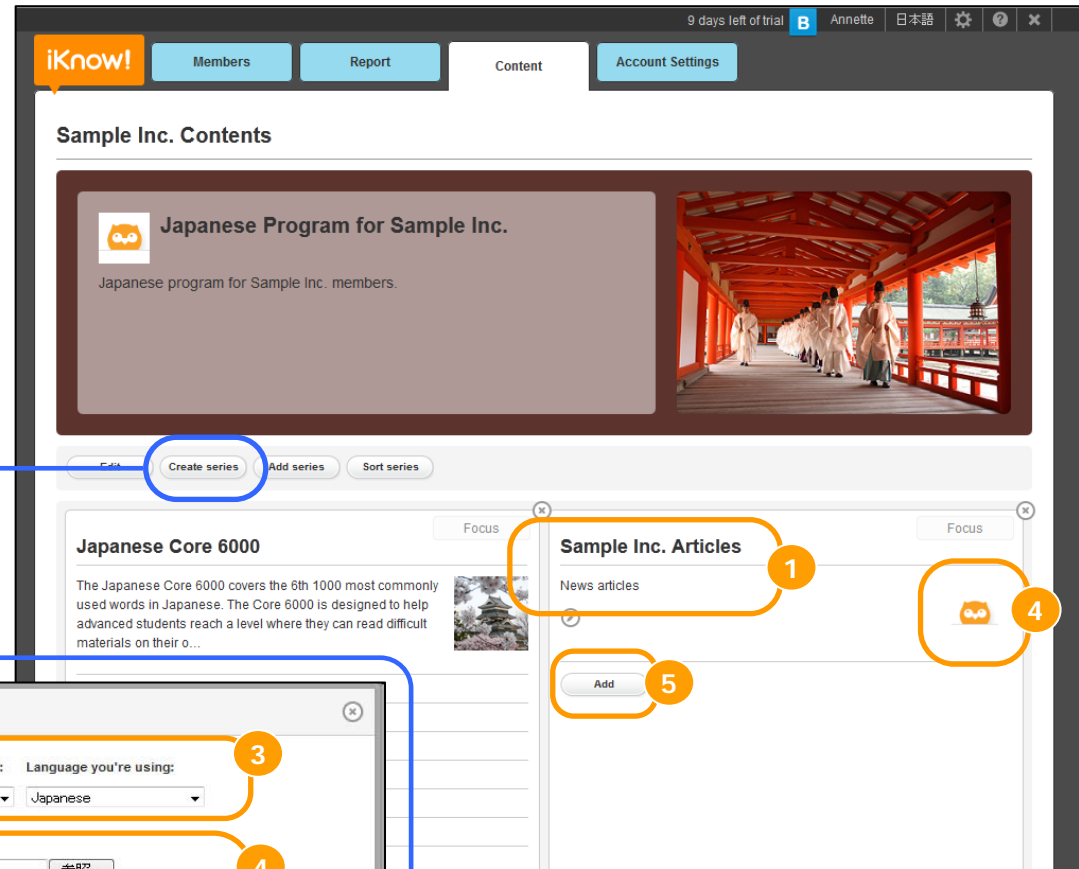 9 days left of trial B Annette 日本語
iKnow! Members Report Content Account Settings
Sample Inc. Contents
Japanese Program for Sample Inc.
Japanese program for Sample Inc. members.
Edit Create series Add series Sort series
Focus
Japanese Core 6000
The Japanese Core 6000 covers the 6th 1000 most commonly
used words in Japanese. The Core 6000 is designed to help
advanced students reach a level where they can read difficult
materials on their o...
Focus
Sample Inc. Articles
1
News articles
4
Add
5
3
Language you're using:
Japanese
4
参照...